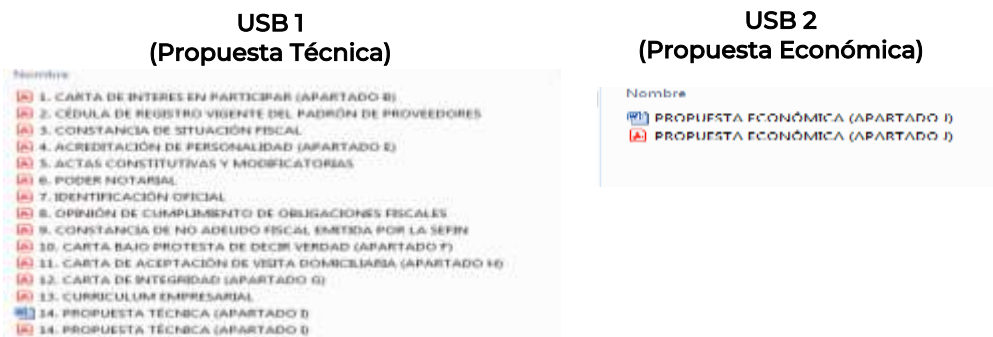 USB 1
(Propuesta Técnica)
Nombre
1. CARTA DE INTERES EN PARTICIPAR (APARTADO B)
2. CÉDULA DE REGISTRO VIGENTE DEL PADRÓN DE PROVEEDORES
3. CONSTANCIA DE SITUACIÓN FISCAL
4. ACREDITACIÓN DE PERSONALIDAD (APARTADO E)
5. ACTAS CONSTITUTIVAS Y MODIFICATORIAS
6. PODER NOTARIAL
7. IDENTIFICACIÓN OFICIAL
8. OPINIÓN DE CUMPLIMIENTO DE OBLIGACIONES FISCALES
9. CONSTANCIA DE NO ADEUDO FISCAL EMITIDA POR LA SEFIN
10. CARTA BAJO PROTESTA DE DECIR VERDAD (APARTADO F)
11. CARTA DE ACEPTACIÓN DE VISITA DOMICILIARIA (APARTADO H)
12. CARTA DE INTEGRIDAD (APARTADO G)
13. CURRICULUM EMPRESARIAL
14. PROPUESTA TÉCNICA (APARTADO I)
14. PROPUESTA TÉCNICA (APARTADO I)
USB 2
(Propuesta Económica)
Nombre
PROPUESTA ECONÓMICA (APARTADO J)
PROPUESTA ECONÓMICA (APARTADO J)